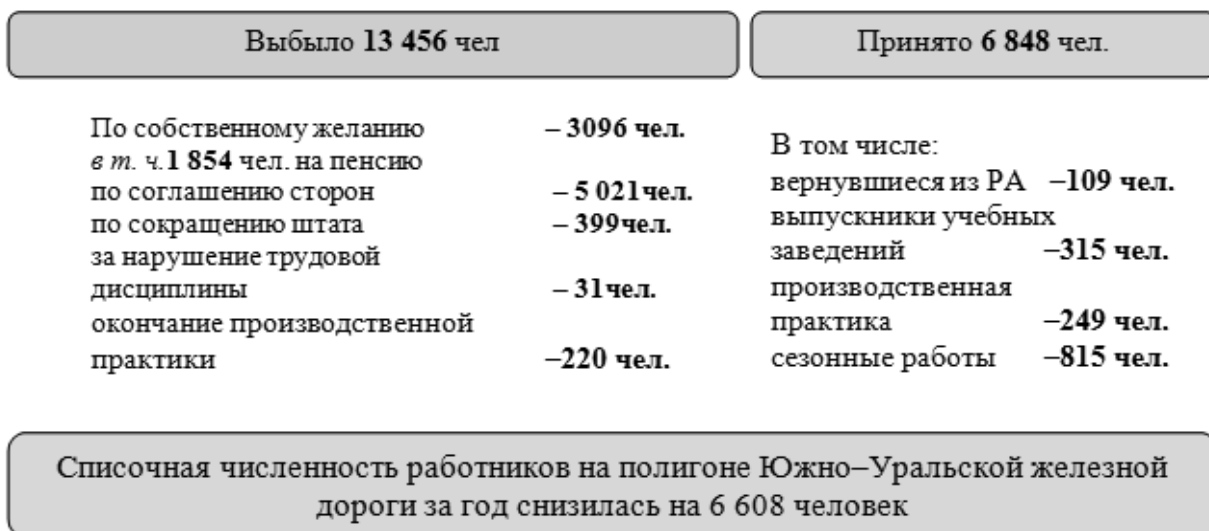 Выбыло 13 456 чел
Принято 6 848 чел.
По собственному желанию – 3096 чел.
в т. ч.1 854 чел. на пенсию
по соглашению сторон – 5 021чел.
по сокращению штата – 399чел.
за нарушение трудовой
дисциплины – 31чел.
окончание производственной
практики –220 чел.
В том числе:
вернувшиеся из РА –109 чел.
выпускники учебных
заведений –315 чел.
производственная
практика –249 чел.
сезонные работы –815 чел.
Списочная численность работников на полигоне Южно–Уральской железной
дороги за год снизилась на 6 608 человек